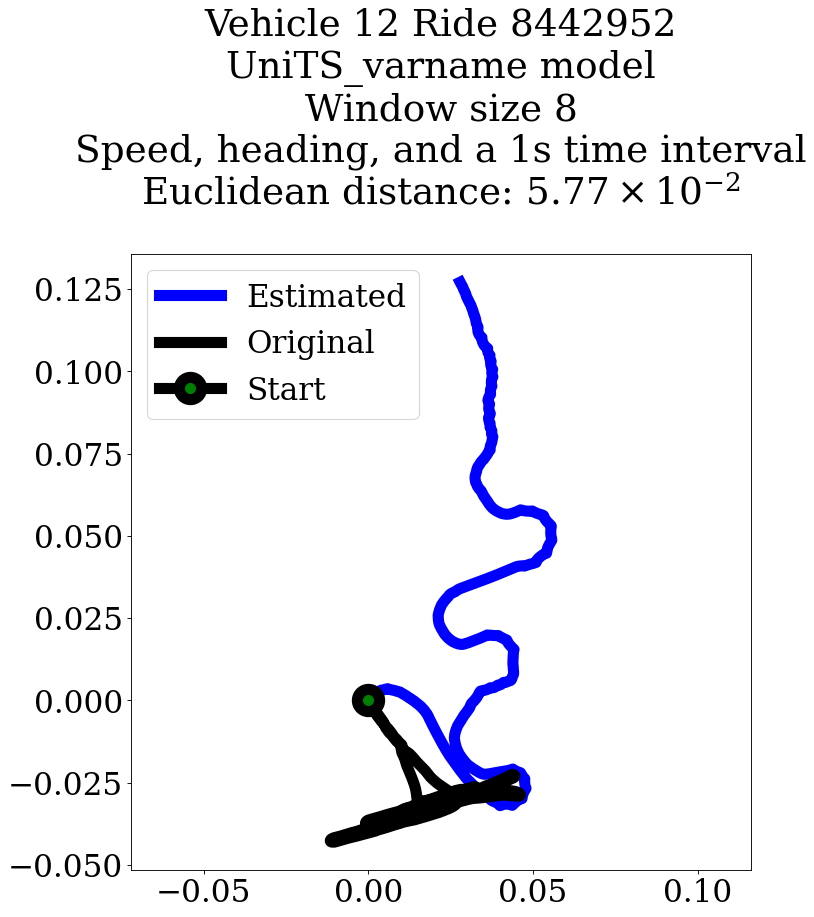 Vehicle 12 Ride 8442952
UniTS_varname model
Window size 8
Speed, heading, and a 1s time interval
Euclidean distance: 5.77 × 10⁻²
Estimated
Original
Start
0.125
0.100
0.075
0.050
0.025
0.000
−0.025
−0.050
−0.05 0.00 0.05 0.10